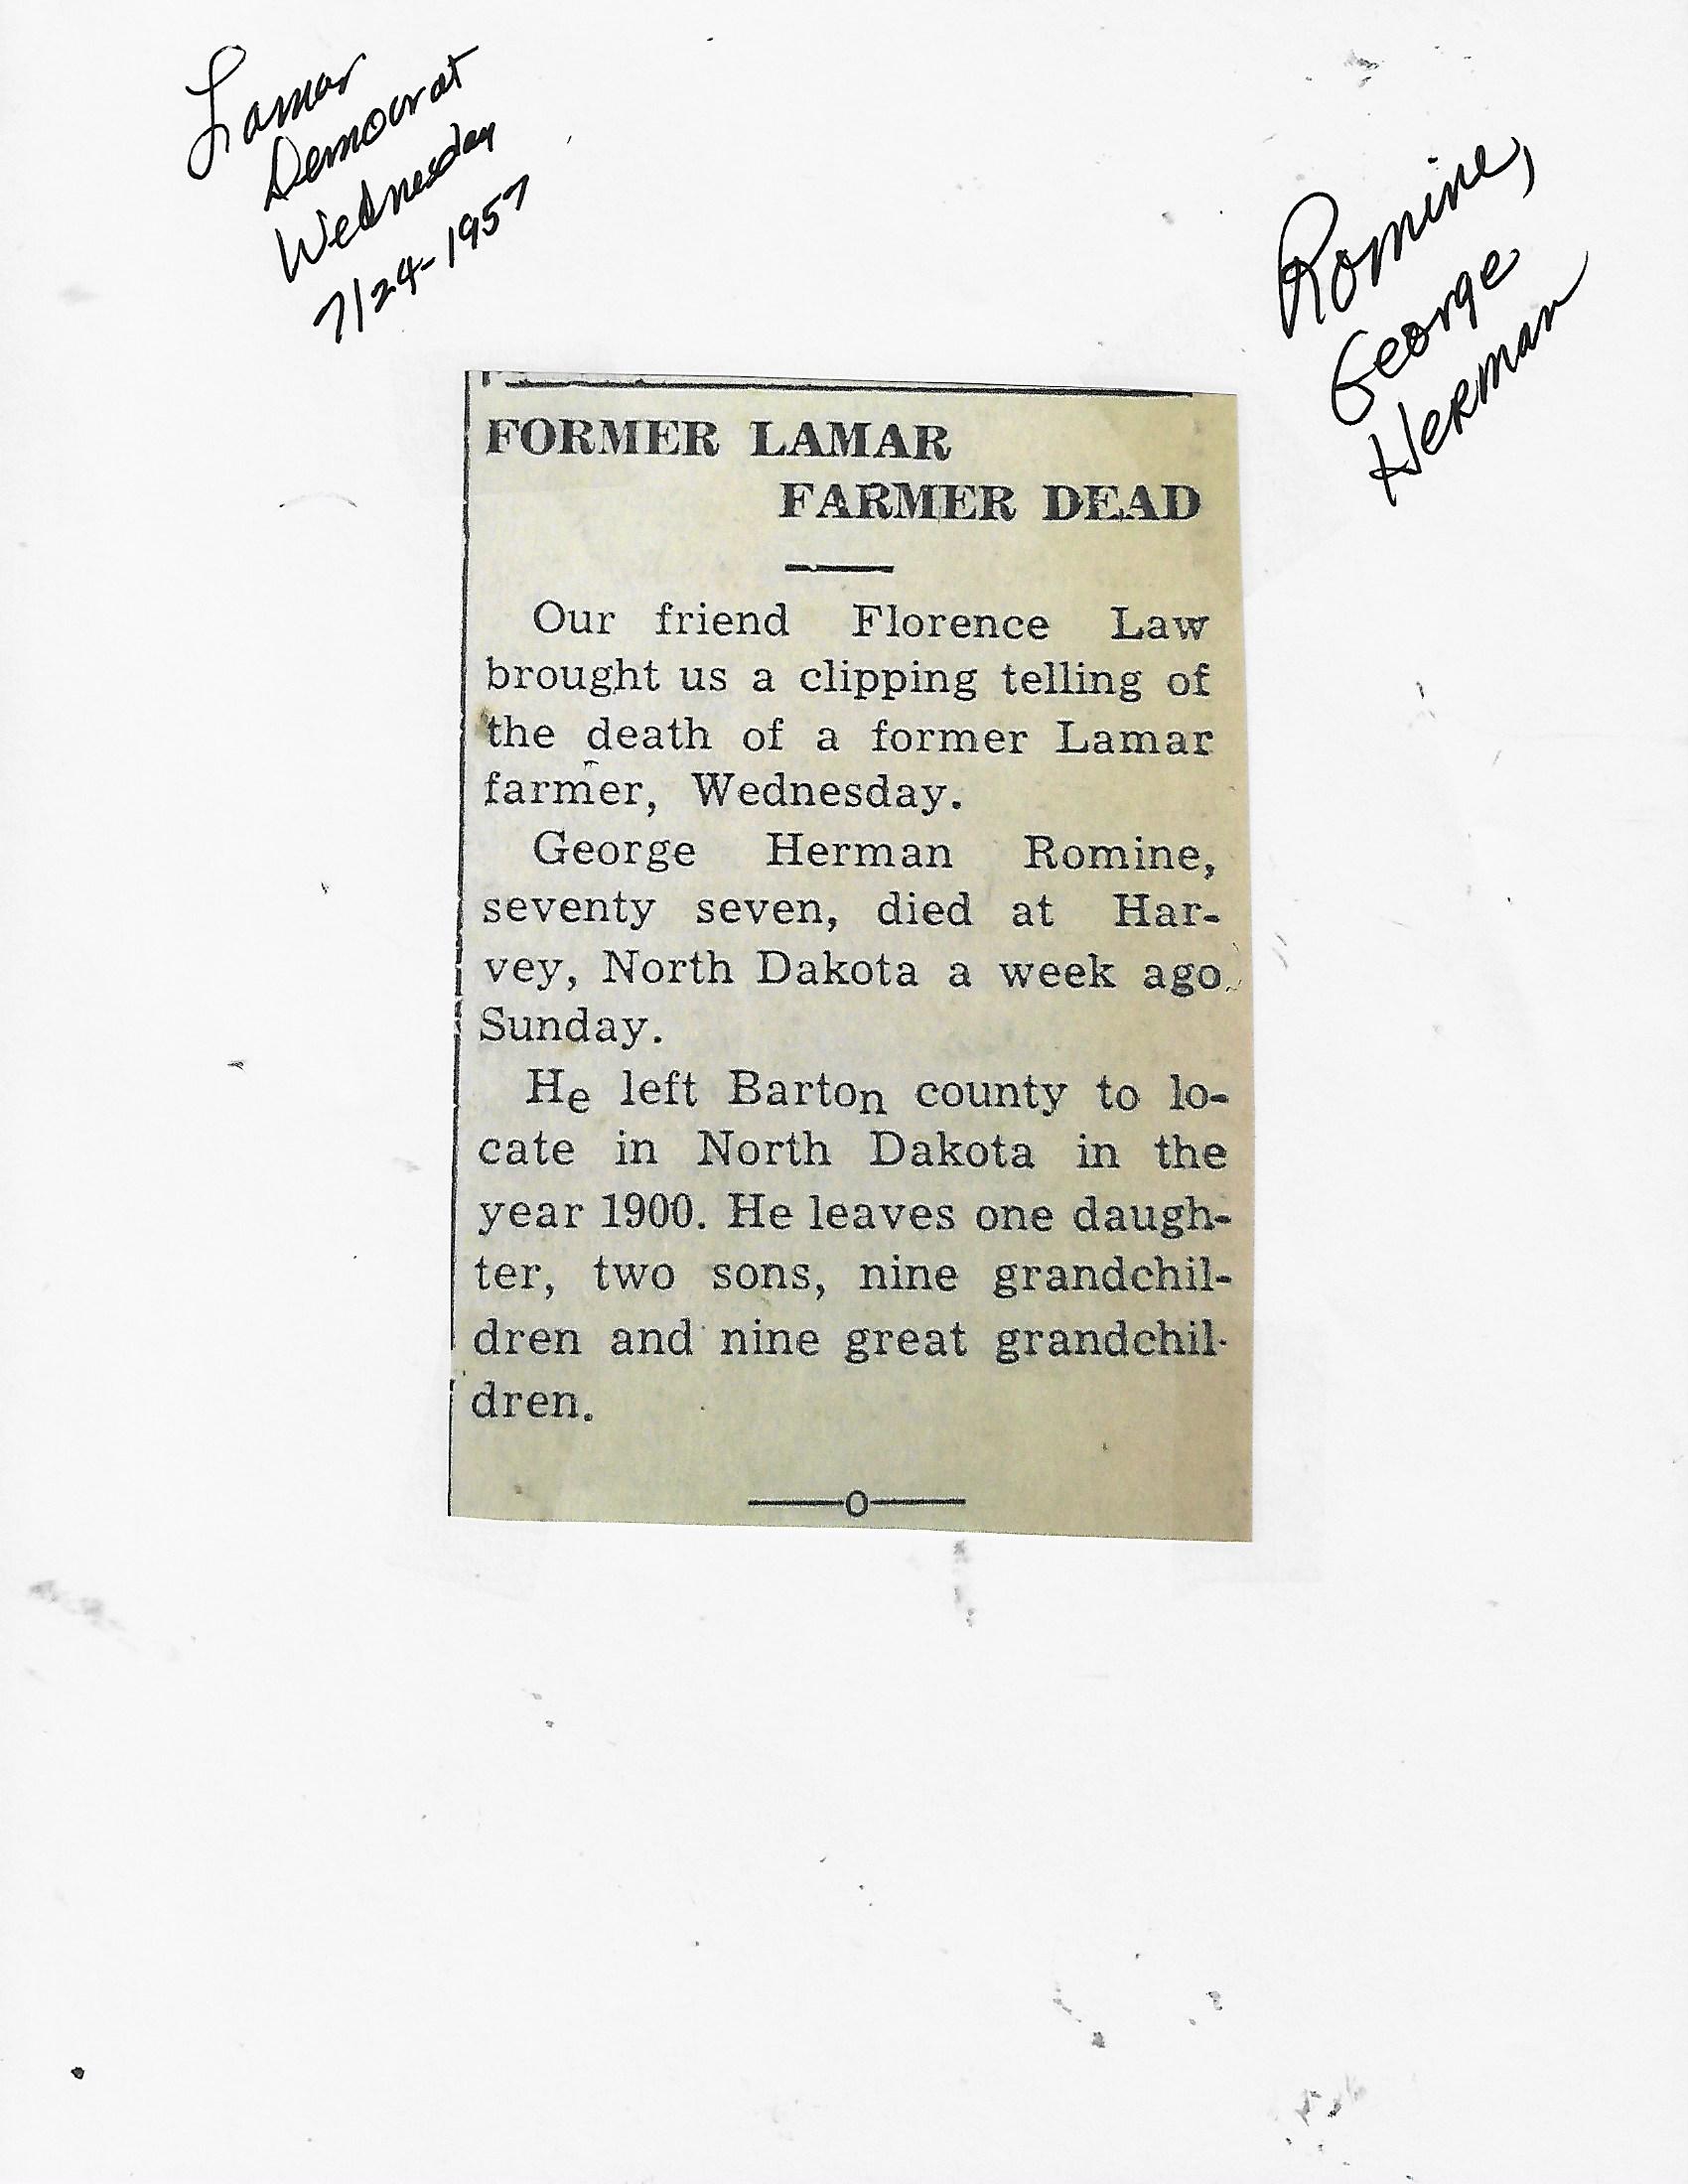 Lamar
Democrat
Wednesday
7/24-1957
Romine,
George
Herman
FORMER LAMAR
FARMER DEAD
Our friend Florence Law
brought us a clipping telling of
the death of a former Lamar
farmer, Wednesday.
George Herman Romine,
seventy seven, died at Har-
vey, North Dakota a week ago
Sunday.
He left Barton county to lo-
cate in North Dakota in the
year 1900. He leaves one daugh-
ter, two sons, nine grandchil-
dren and nine great grandchil-
dren.